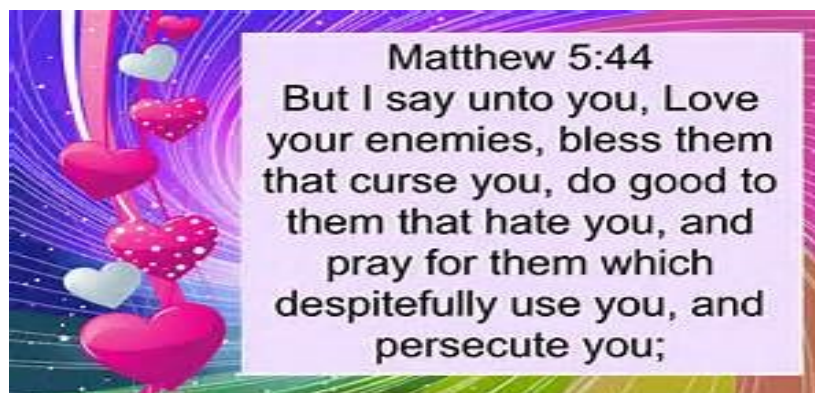 Matthew 5:44
But I say unto you, Love
your enemies, bless them
that curse you, do good to
them that hate you, and
pray for them which
despitefully use you, and
persecute you;